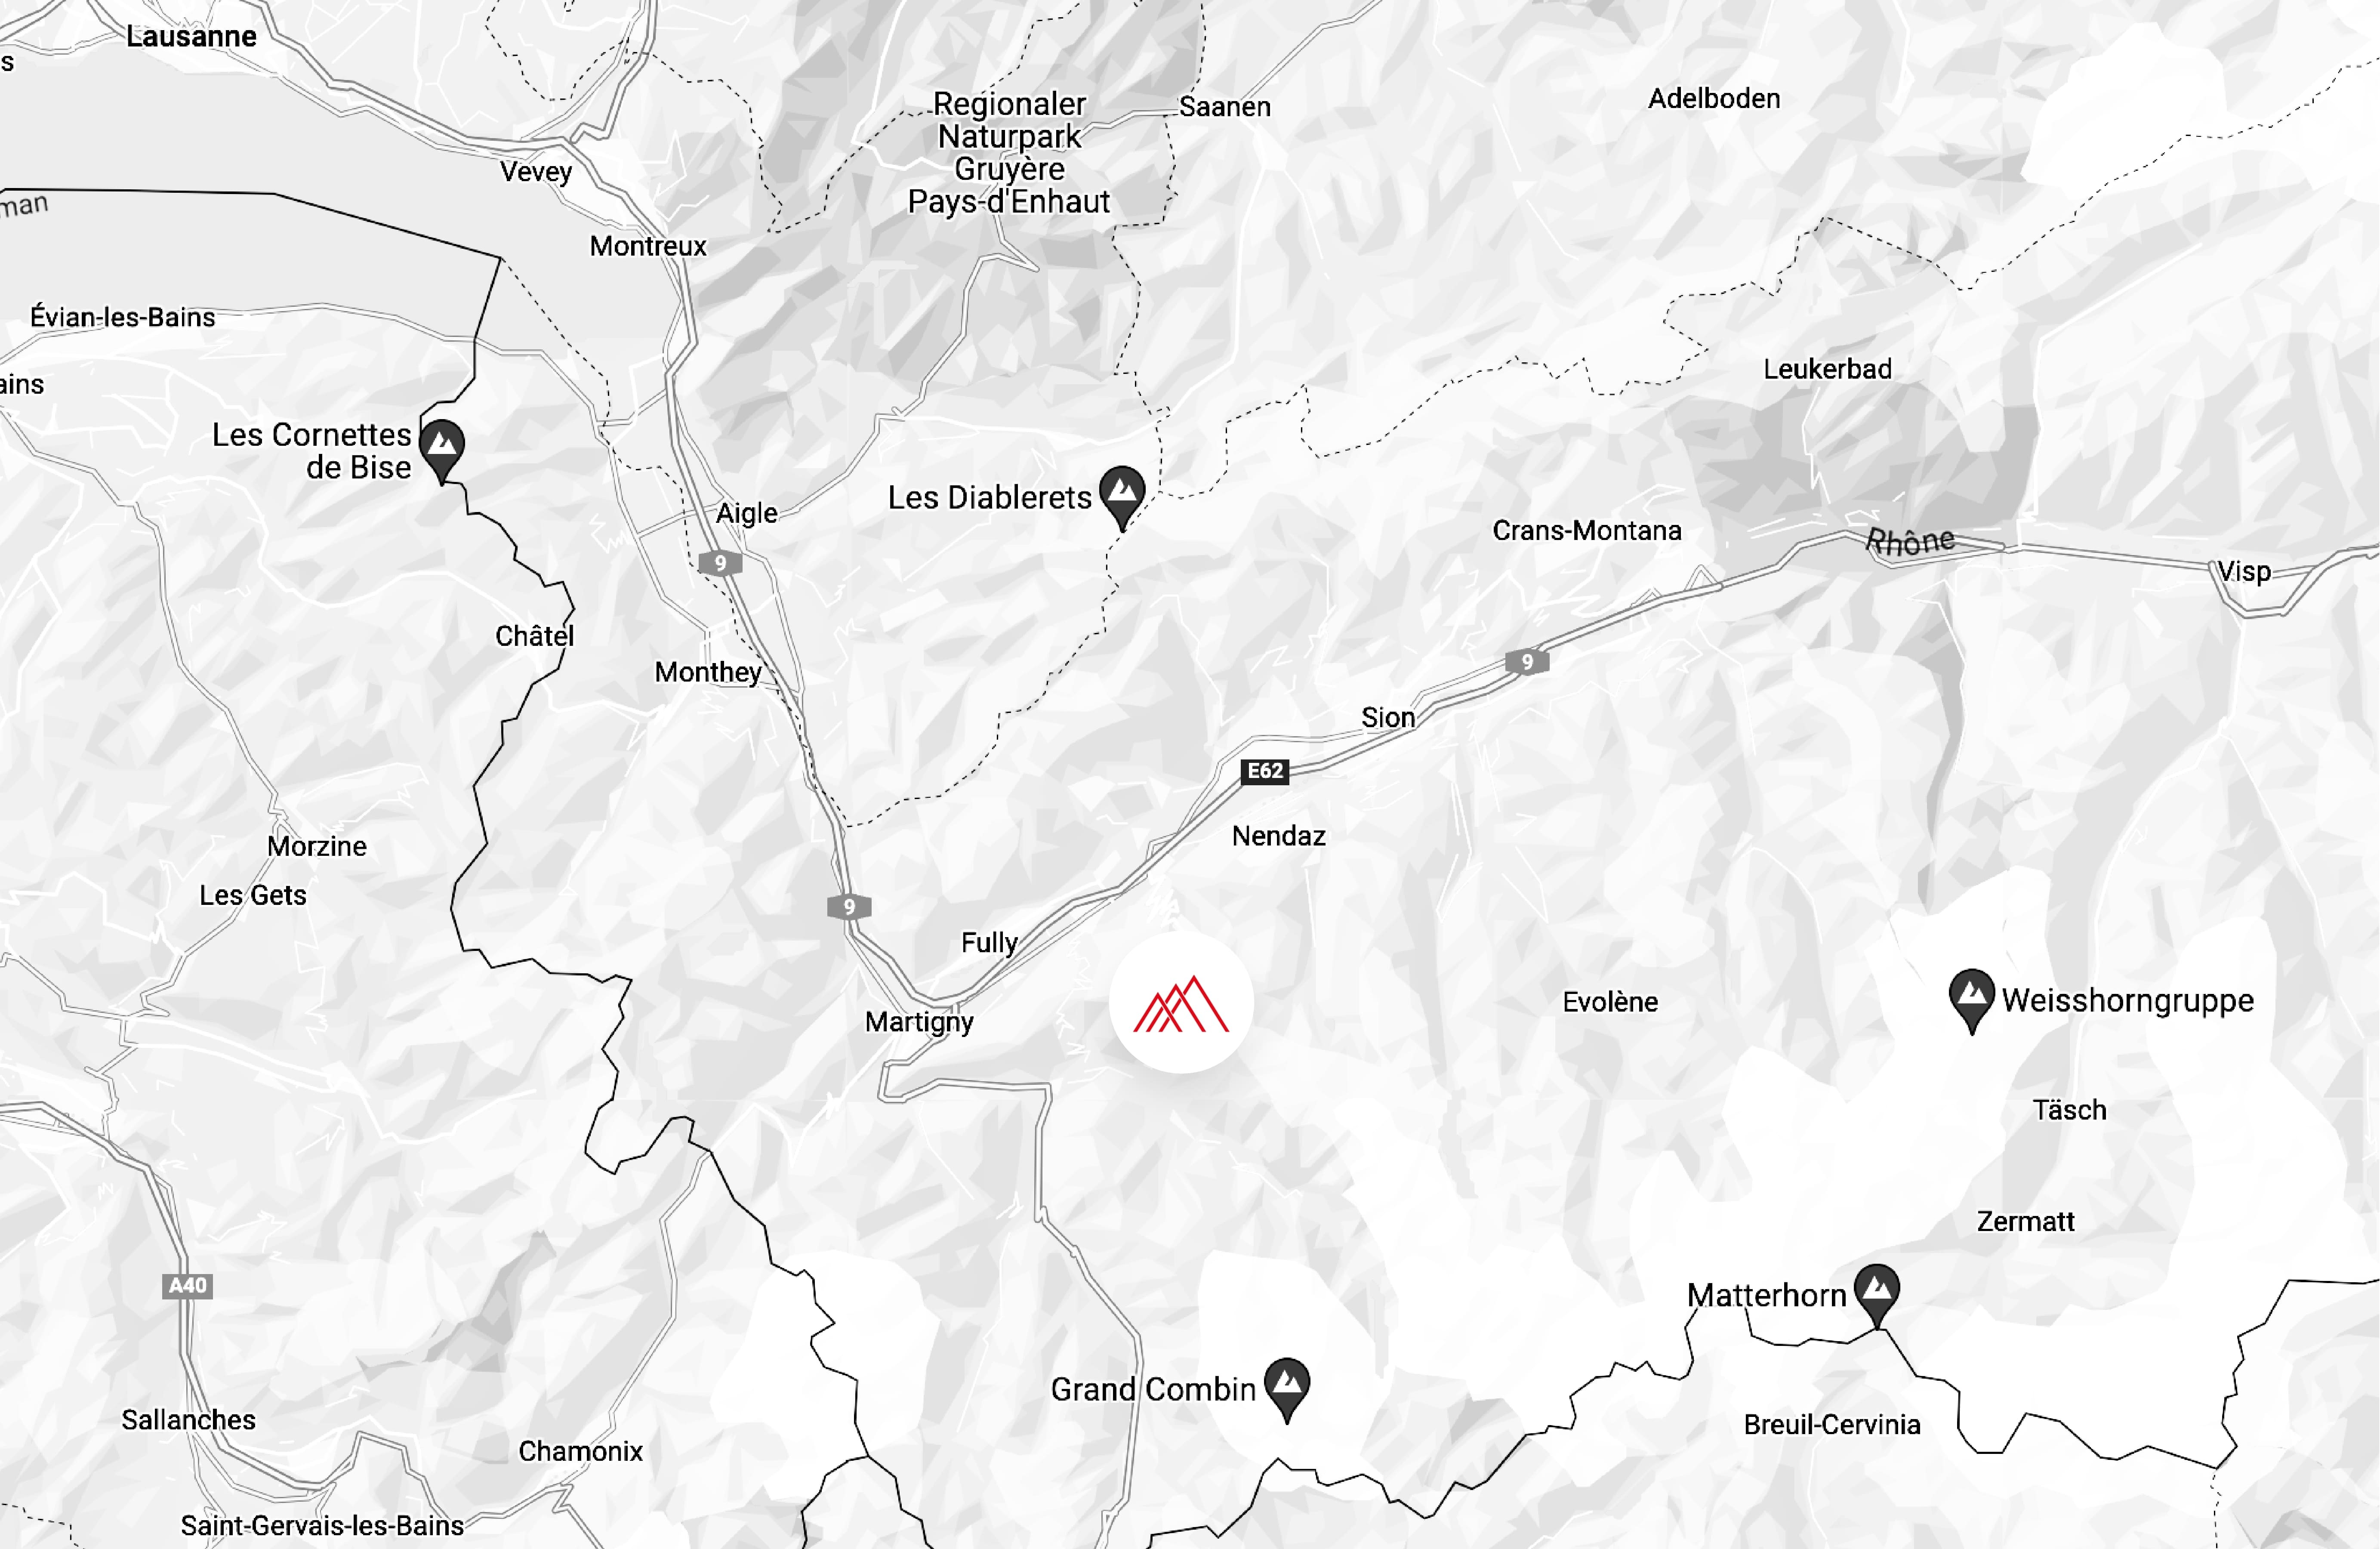 Lausanne
s
Regionaler
Naturpark
Gruyère
Pays-d'Enhaut
Saanen
Adelboden
Vevey
man
Montreux
Évian-les-Bains
Leukerbad
ains
Les Cornettes
de Bise
Les Diablerets
Aigle
Crans-Montana
Rhône
9
Visp
Châtel
Monthey
9
Sion
E62
Nendaz
Morzine
Les Gets
9
Fully
Martigny
Evolène
Weisshorngruppe
Täsch
Zermatt
A40
Matterhorn
Grand Combin
Sallanches
Breuil-Cervinia
Chamonix
Saint-Gervais-les-Bains